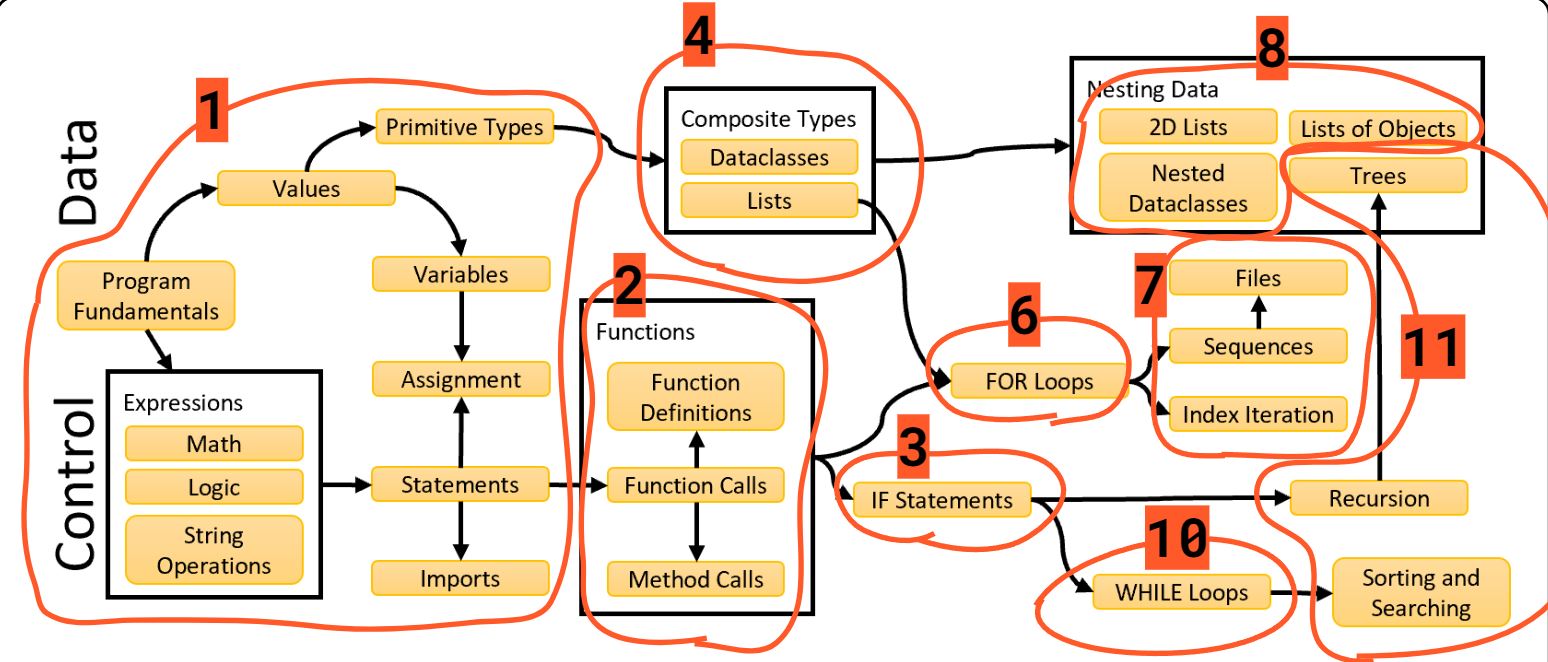 Data
Control
1
Primitive Types
Values
Program
Fundamentals
Variables
Assignment
Expressions
Math
Logic
String
Operations
Statements
Imports
2
Functions
Function
Definitions
Function Calls
Method Calls
3
IF Statements
4
Composite Types
Dataclasses
Lists
6
FOR Loops
7
Files
Sequences
Index Iteration
8
Nesting Data
2D Lists
Lists of Objects
Nested
Dataclasses
Trees
10
WHILE Loops
11
Recursion
Sorting and
Searching